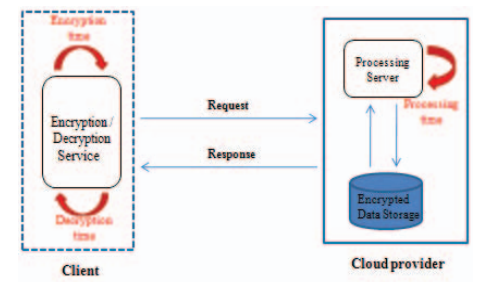 Encryption
time
Encryption /
Decryption
Service
Decryption
time
Client
Request
Response
Processing
Server
Processing
time
Encrypted
Data Storage
Cloud provider